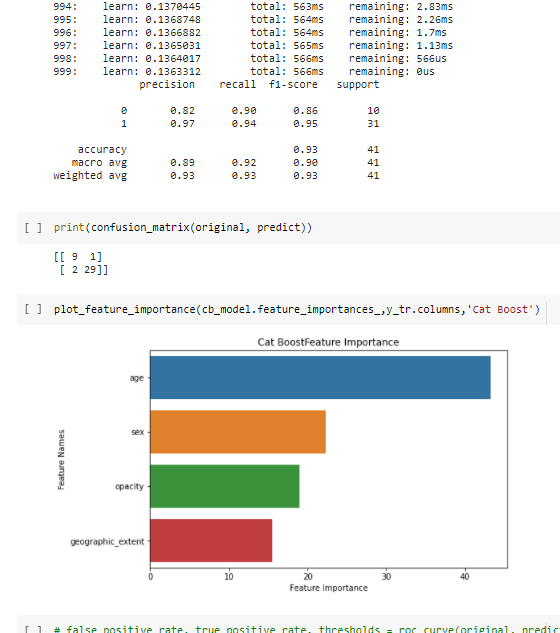 994: learn: 0.1370445 total: 563ms remaining: 2.83ms
995: learn: 0.1368748 total: 564ms remaining: 2.26ms
996: learn: 0.1366882 total: 564ms remaining: 1.7ms
997: learn: 0.1365031 total: 565ms remaining: 1.13ms
998: learn: 0.1364017 total: 566ms remaining: 566us
999: learn: 0.1363312 total: 566ms remaining: 0us
precision recall f1-score support
0 0.82 0.90 0.86 10
1 0.97 0.94 0.95 31
accuracy 0.93 41
macro avg 0.89 0.92 0.90 41
weighted avg 0.93 0.93 0.93 41
[ ] print(confusion_matrix(original, predict))
[[ 9 1]
[ 2 29]]
[ ] plot_feature_importance(cb_model.feature_importances_,y_tr.columns,'Cat Boost')
Cat BoostFeature Importance
Feature Names
age
sex
opacity
geographic_extent
0 10 20 30 40
Feature Importance
[ ] # false positive rate, true positive rate, thresholds = roc_curve(original, predic